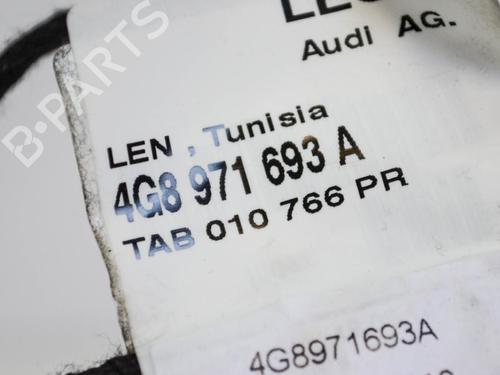 Audi AG.
LEN , Tunisia
4G8 971 693 A
TAB 010 766 PR
4G8971693A
B-PARTS